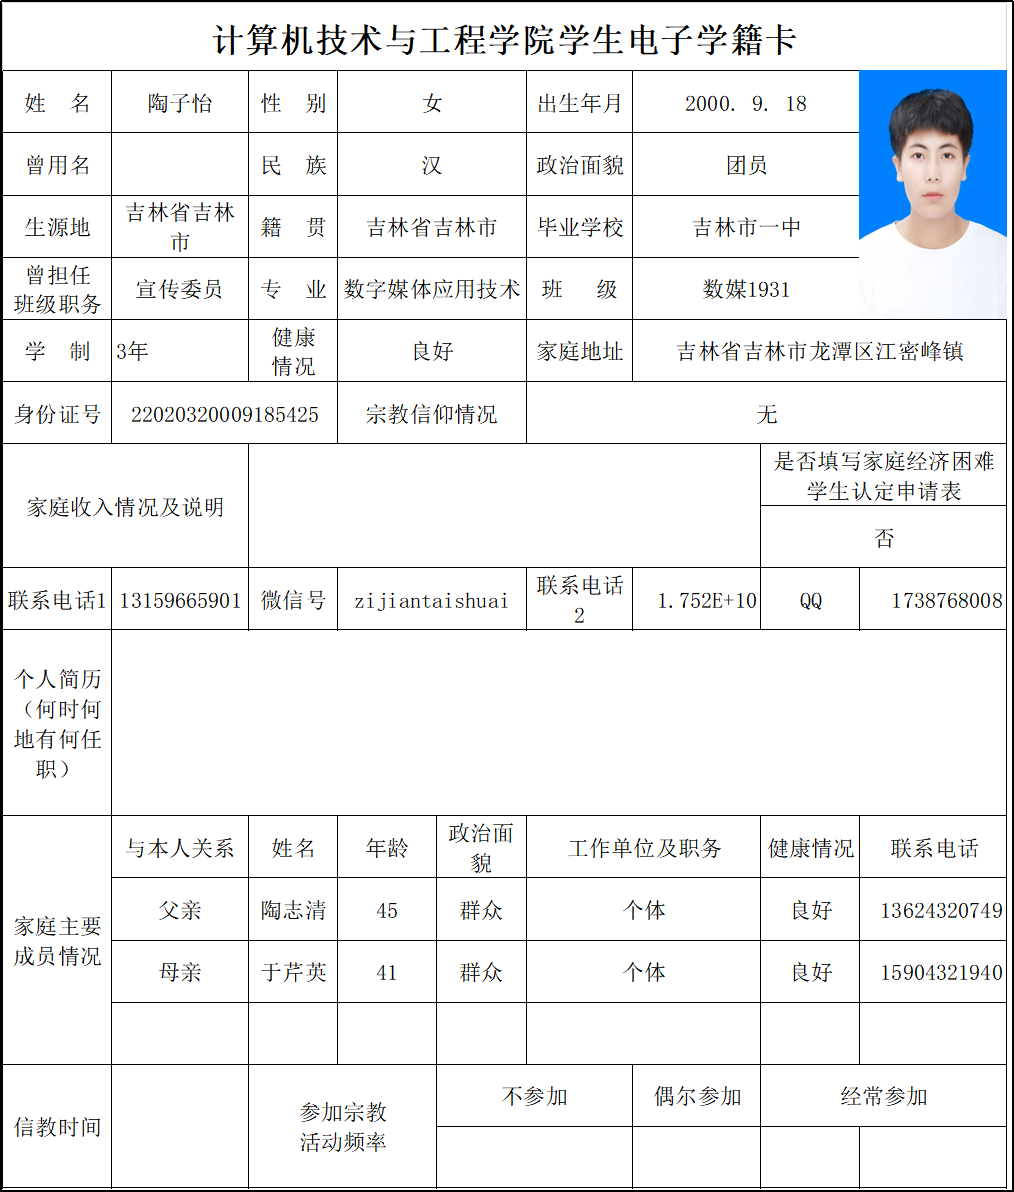 计算机技术与工程学院学生电子学籍卡
姓 名 陶子怡 性 别 女 出生年月 2000. 9. 18
曾用名 民 族 汉 政治面貌 团员
生源地 吉林省吉林市 籍 贯 吉林省吉林市 毕业学校 吉林市一中
曾担任班级职务 宣传委员 专 业 数字媒体应用技术 班 级 数媒1931
学 制 3年 健康情况 良好 家庭地址 吉林省吉林市龙潭区江密峰镇
身份证号 22020320009185425 宗教信仰情况 无
家庭收入情况及说明 是否填写家庭经济困难学生认定申请表
否
联系电话1 13159665901 微信号 zijiantaishuai 联系电话2 1.752E+10 QQ 1738768008
个人简历（何时何地有何任职）
家庭主要成员情况 与本人关系 姓名 年龄 政治面貌 工作单位及职务 健康情况 联系电话
父亲 陶志清 45 群众 个体 良好 13624320749
母亲 于芹英 41 群众 个体 良好 15904321940
信教时间 参加宗教活动频率 不参加 偶尔参加 经常参加